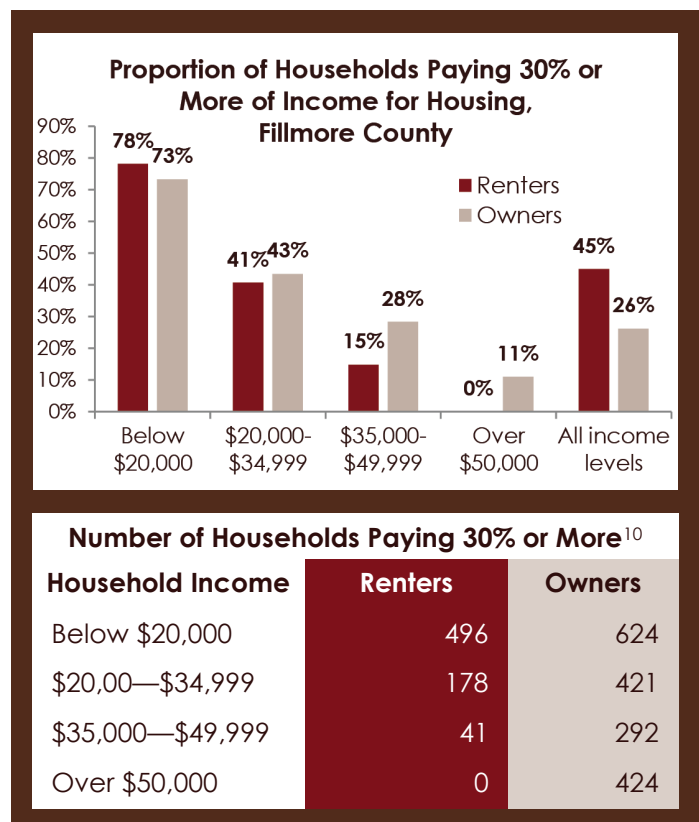 Proportion of Households Paying 30% or
More of Income for Housing,
Fillmore County
90%
80%
70%
60%
50%
40%
30%
20%
10%
0%
78%
73%
41%
43%
15%
28%
0%
11%
45%
26%
Renters
Owners
Below
$20,000
$20,000-
$34,999
$35,000-
$49,999
Over
$50,000
All income
levels
Number of Households Paying 30% or More10
Household Income Renters Owners
Below $20,000 496 624
$20,00—$34,999 178 421
$35,000—$49,999 41 292
Over $50,000 0 424